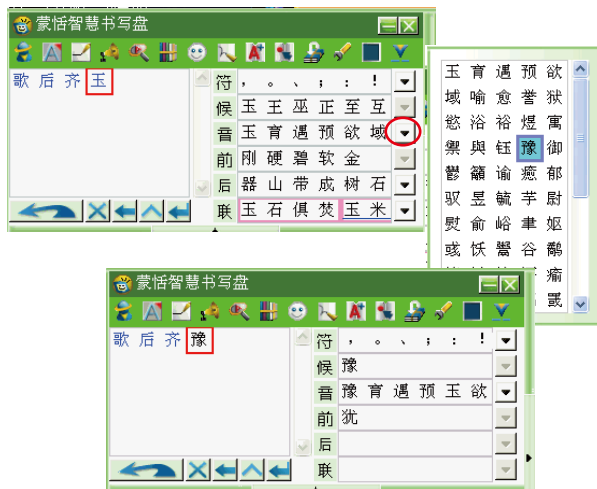 蒙恬智慧书写盘
歌 后 齐 玉
符 ， 。 、 ； ： ！
候 玉 王 巫 正 至 互
音 玉 育 遇 预 欲 域
前 刚 硬 碧 软 金
后 器 山 带 成 树 石
联 玉 石 俱 焚 玉 米
玉 育 遇 预 欲
域 喻 愈 誉 狱
慾 浴 裕 煜 寓
禦 與 钰 豫 御
鬱 籲 谕 癒 郁
驭 昱 毓 芋 尉
熨 俞 峪 聿 妪
彧 饫 鬻 谷 鹬
蒙恬智慧书写盘
歌 后 齐 豫
符 ， 。 、 ； ： ！
候 豫
音 豫 育 遇 预 玉 欲
前 犹
后
联